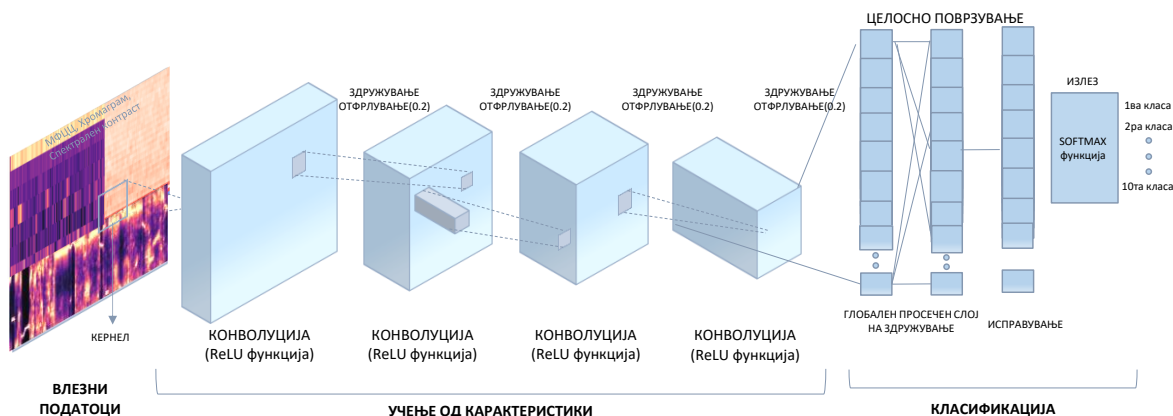 ЦЕЛОСНО ПОВРЗУВАЊЕ
МФЦЦ, Хромаграм,
Спектрален контраст
ЗДРУЖУВАЊЕ
ОТФРЛУВАЊЕ(0.2)
ЗДРУЖУВАЊЕ
ОТФРЛУВАЊЕ(0.2)
ЗДРУЖУВАЊЕ
ОТФРЛУВАЊЕ(0.2)
ЗДРУЖУВАЊЕ
ОТФРЛУВАЊЕ(0.2)
ИЗЛЕЗ
SOFTMAX
функција
1ва класа
2ра класа
10та класа
КЕРНЕЛ
КОНВОЛУЦИЈА
(ReLU функција)
КОНВОЛУЦИЈА
(ReLU функција)
КОНВОЛУЦИЈА
(ReLU функција)
КОНВОЛУЦИЈА
(ReLU функција)
ГЛОБАЛЕН ПРОСЕЧЕН СЛОЈ
НА ЗДРУЖУВАЊЕ
ИСПРАВУВАЊЕ
ВЛЕЗНИ
ПОДАТОЦИ
УЧЕЊЕ ОД КАРАКТЕРИСТИКИ
КЛАСИФИКАЦИЈА